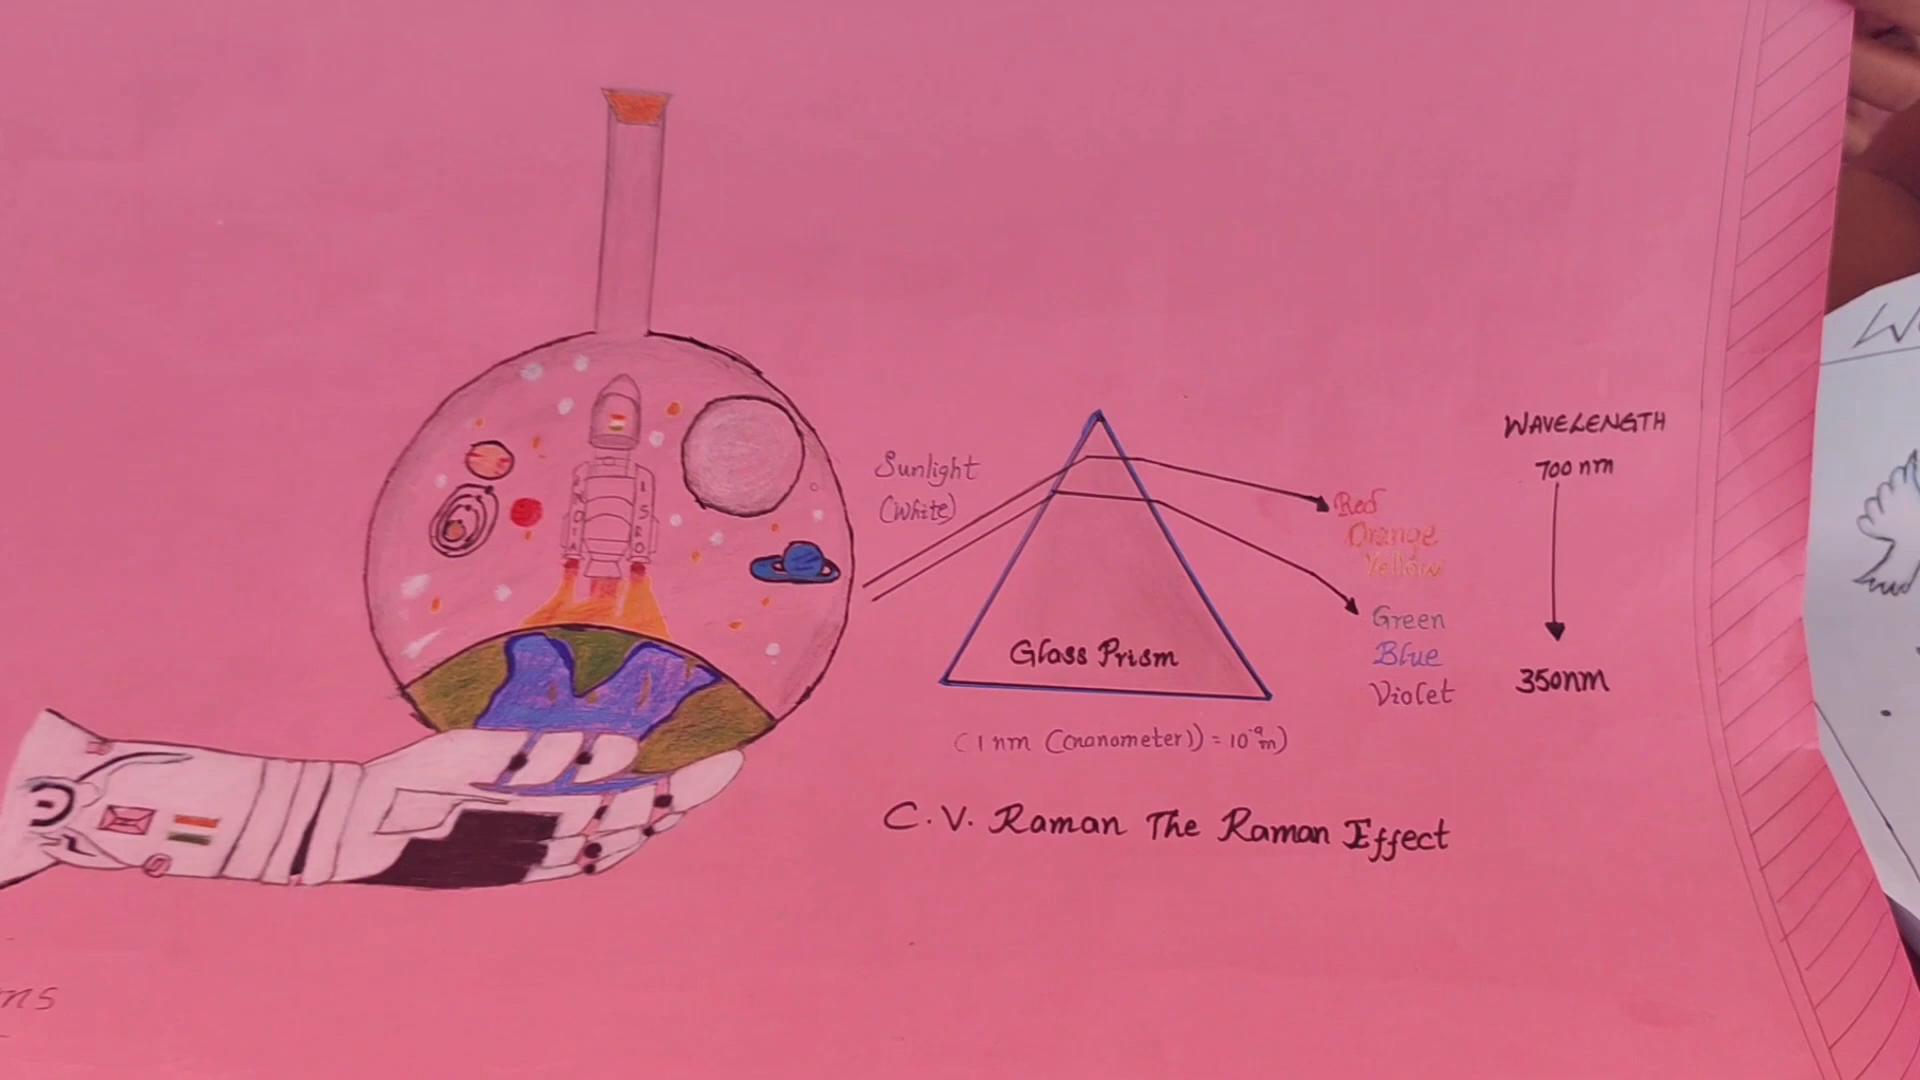 Sunlight
(White)
Red
Orange
Yellow
Green
Blue
Violet
WAVELENGTH
700 nm
350nm
Glass Prism
(1 nm (nanometer)) = 10⁻⁹m)
C.V. Raman The Raman Effect
INDIA
ISRO